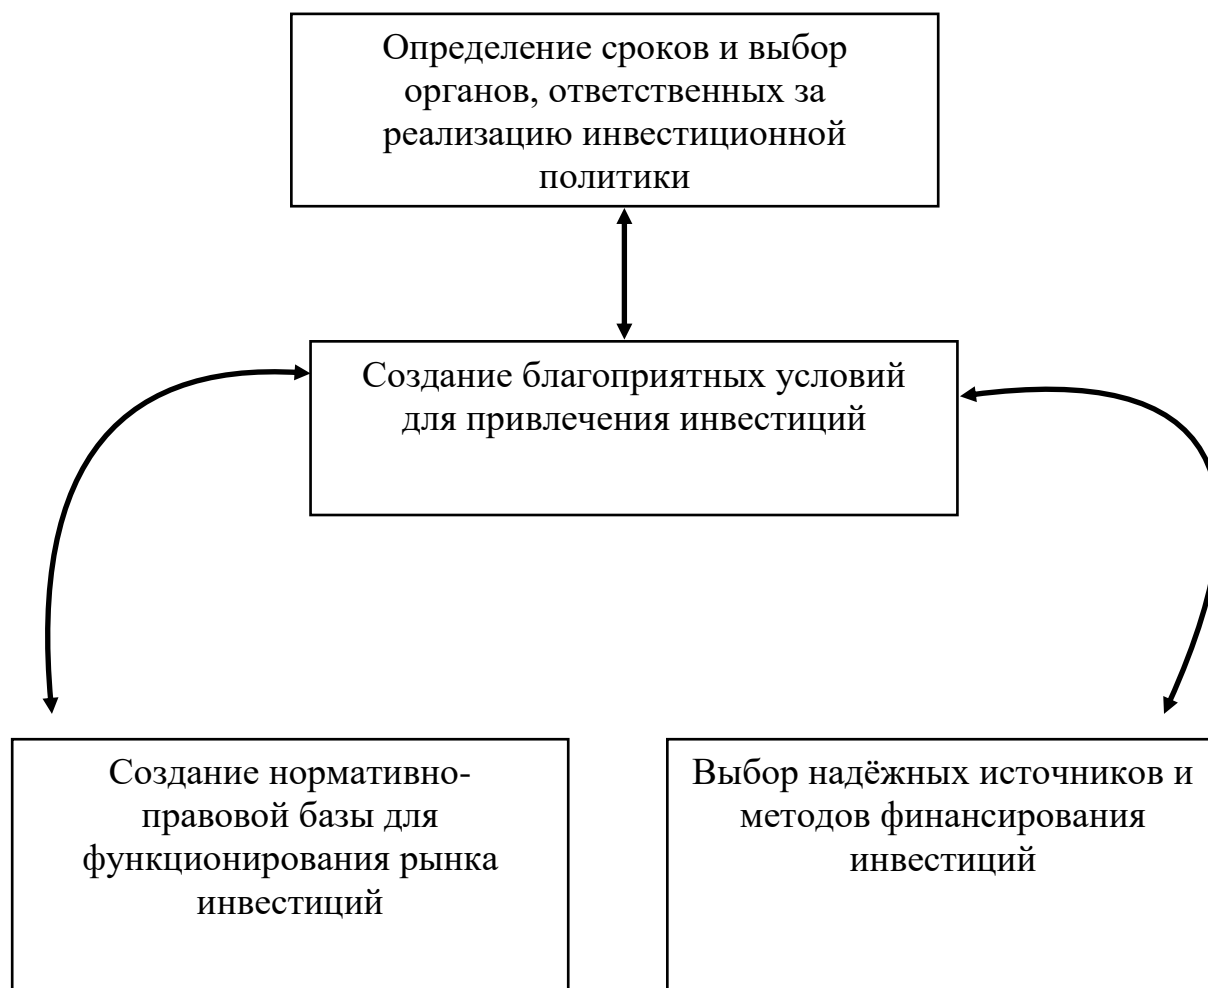 Определение сроков и выбор
органов, ответственных за
реализацию инвестиционной
политики
Создание благоприятных условий
для привлечения инвестиций
Создание нормативно-
правовой базы для
функционирования рынка
инвестиций
Выбор надёжных источников и
методов финансирования
инвестиций